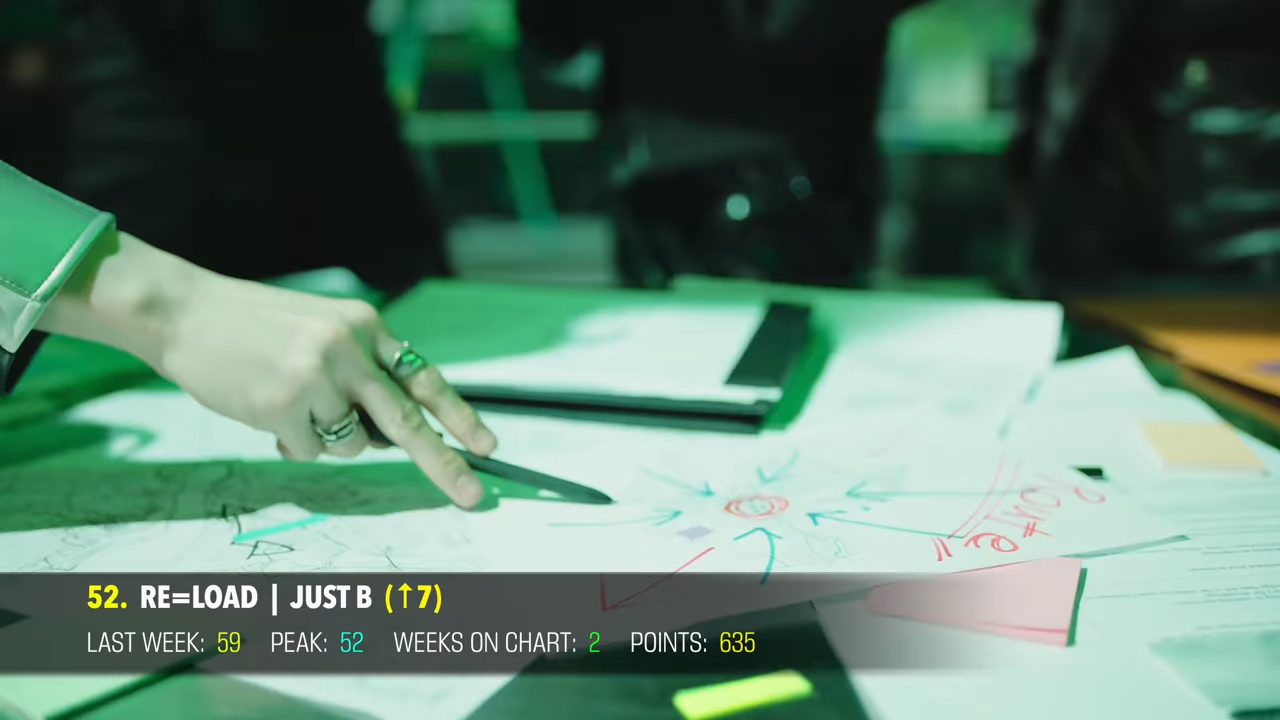 52. RE=LOAD | JUST B (↑7)
LAST WEEK: 59 PEAK: 52 WEEKS ON CHART: 2 POINTS: 635